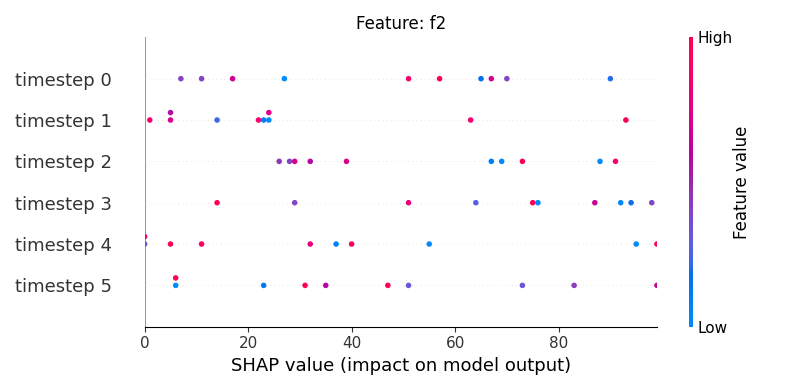 Feature: f2
High
timestep 0
timestep 1
timestep 2
timestep 3
timestep 4
timestep 5
Feature value
Low
0 20 40 60 80
SHAP value (impact on model output)